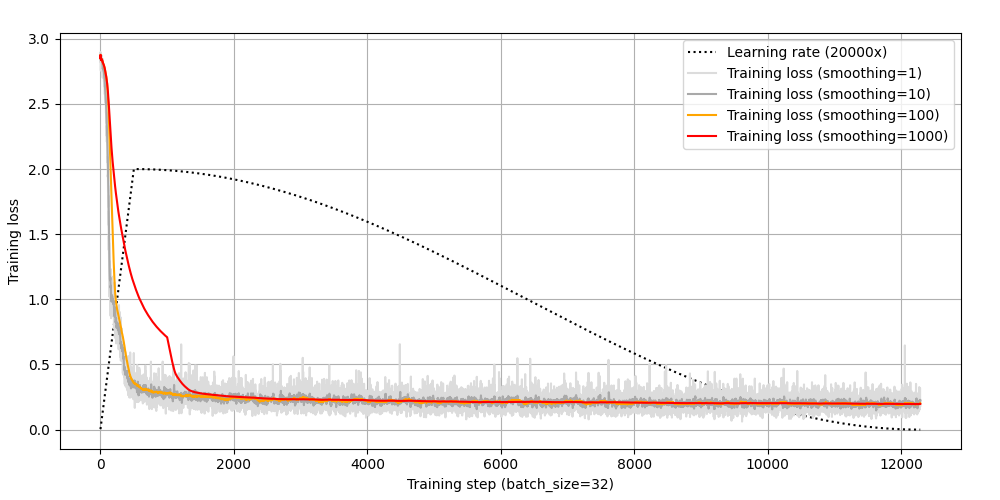 3.0
2.5
2.0
1.5
1.0
0.5
0.0
Training loss
Learning rate (20000x)
Training loss (smoothing=1)
Training loss (smoothing=10)
Training loss (smoothing=100)
Training loss (smoothing=1000)
0 2000 4000 6000 8000 10000 12000
Training step (batch_size=32)